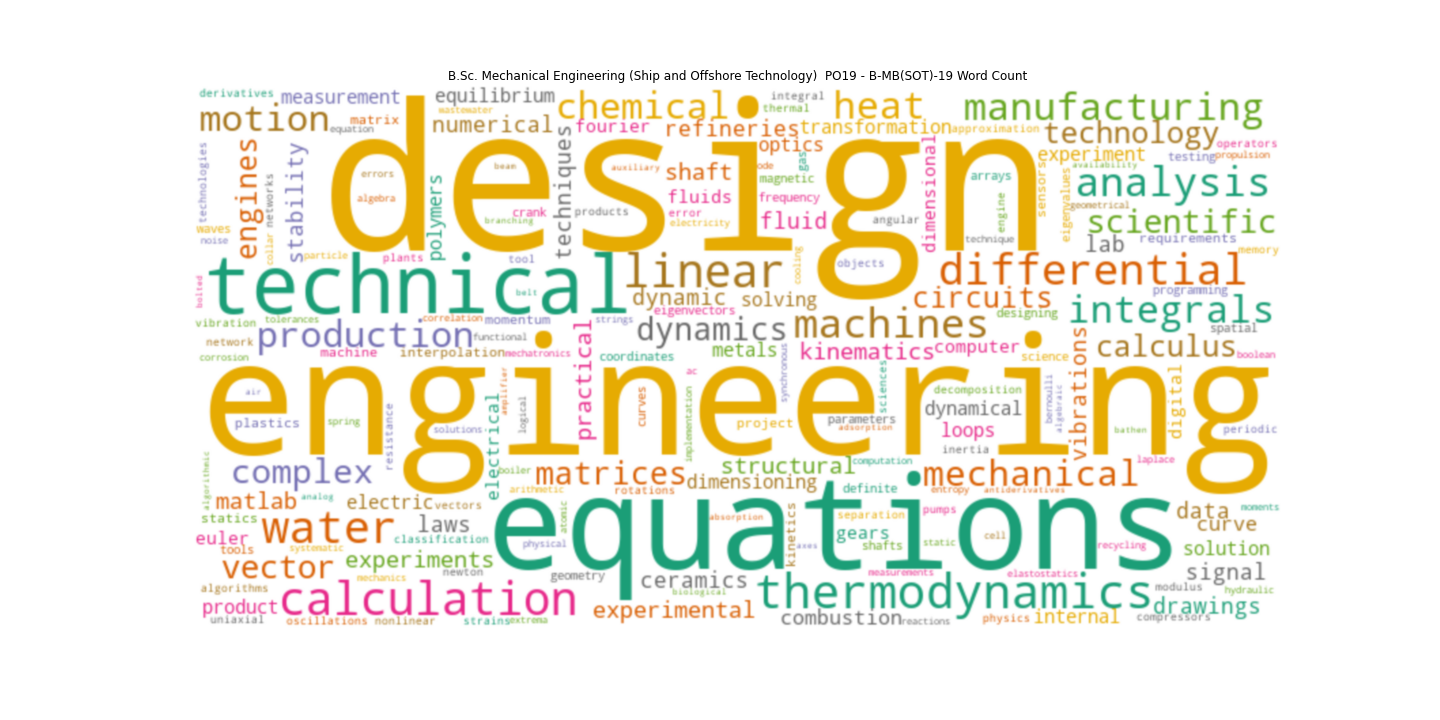 B.Sc. Mechanical Engineering (Ship and Offshore Technology)  PO19 - B-MB(SOT)-19 Word Count
derivatives measurement equilibrium chemical integral heat manufacturing
wastewater thermal
motion matrix numerical fourier refineries transformation approximation technology
equation optics operators
technologies engines stability design techniques shaft gas experiment testing propulsion
errors beam auxiliary magnetic arrays sensors availability analysis
networks algebra polymers fluids frequency dimensional engine eigenvalues geometrical
waves crank products error fluid angular scientific
noise branching electricity technique lab requirements
collar particle plants tool cooling objects memory
bolted technical linear differential programming
belt dynamic solving circuits integrals
vibration tolerances correlation momentum strings eigenvectors designing
network production functional dynamics machines spatial
corrosion machine interpolation mechatronics practical coordinates metals kinematics computer science calculus boolean
engineering
air ac synchronous sciences decomposition bernoulli vibrations digital
plastics spring resistance electrical amplifier logical curves implementation project parameters dynamical algebraic
solutions adsorption loops bathen periodic
algorithmic complex boiler matrices structural computation inertia mechanical laplace
arithmetic rotations dimensioning definite entropy antiderivatives
matlab analog electric vectors equations
statics water laws atomic absorption kinetics separation pumps data moments
euler classification physical gears static cell curve
tools systematic axes shafts recycling solution
vector experiments
mechanics newton geometry ceramics measurements elastostatics signal
algorithms biological thermodynamics modulus hydraulic
product calculation experimental drawings
uniaxial oscillations nonlinear strains extrema combustion reactions physics internal compressors